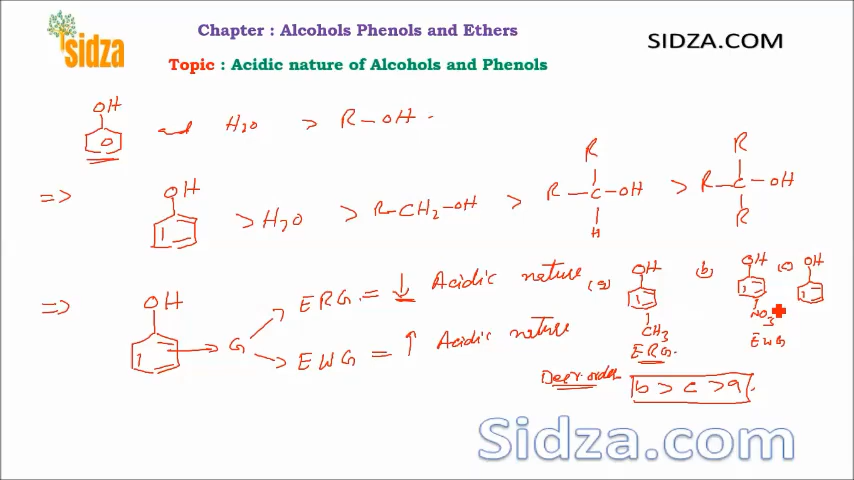 Chapter : Alcohols Phenols and Ethers
sidza
SIDZA.COM
Topic : Acidic nature of Alcohols and Phenols
OH
and H2O > R-OH
=> OH > H2O > R-CH2-OH > R-C-OH > R-C-OH
R
H
R
R
=> OH
G
ERG = ↓ Acidic nature
EWG = ↑ Acidic nature
(a) OH
CH3
ERG.
(b) OH
NO3
EWG
(c) OH
Decr. order b > c > a
Sidza.com